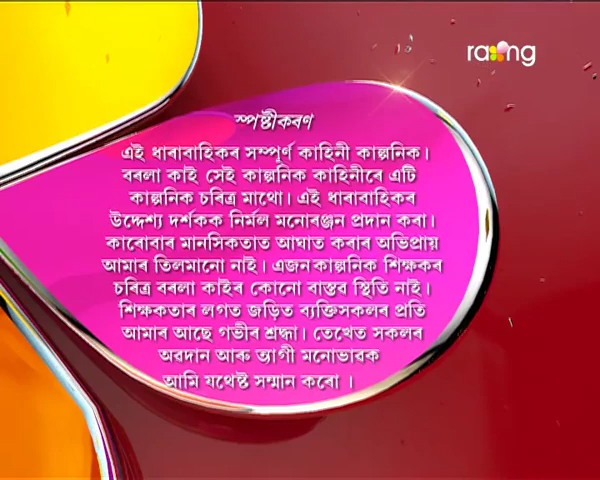 rang
স্পষ্টীকৰণ
এই ধাৰাবাহিকৰ সম্পূৰ্ণ কাহিনী কাল্পনিক।
বৰলা কাই সেই কাল্পনিক কাহিনীৰে এটি
কাল্পনিক চৰিত্ৰ মাথো। এই ধাৰাবাহিকৰ
উদ্দেশ্য দৰ্শকক নিৰ্মল মনোৰঞ্জন প্ৰদান কৰা।
কাৰোবাৰ মানসিকতাত আঘাত কৰাৰ অভিপ্ৰায়
আমাৰ তিলমানো নাই। এজন কাল্পনিক শিক্ষকৰ
চৰিত্ৰ বৰলা কাইৰ কোনো বাস্তৱ স্থিতি নাই।
শিক্ষকতাৰ লগত জড়িত ব্যক্তিসকলৰ প্ৰতি
আমাৰ আছে গভীৰ শ্ৰদ্ধা। তেখেত সকলৰ
অৱদান আৰু ত্যাগী মনোভাবক
আমি যথেষ্ট সন্মান কৰো ।